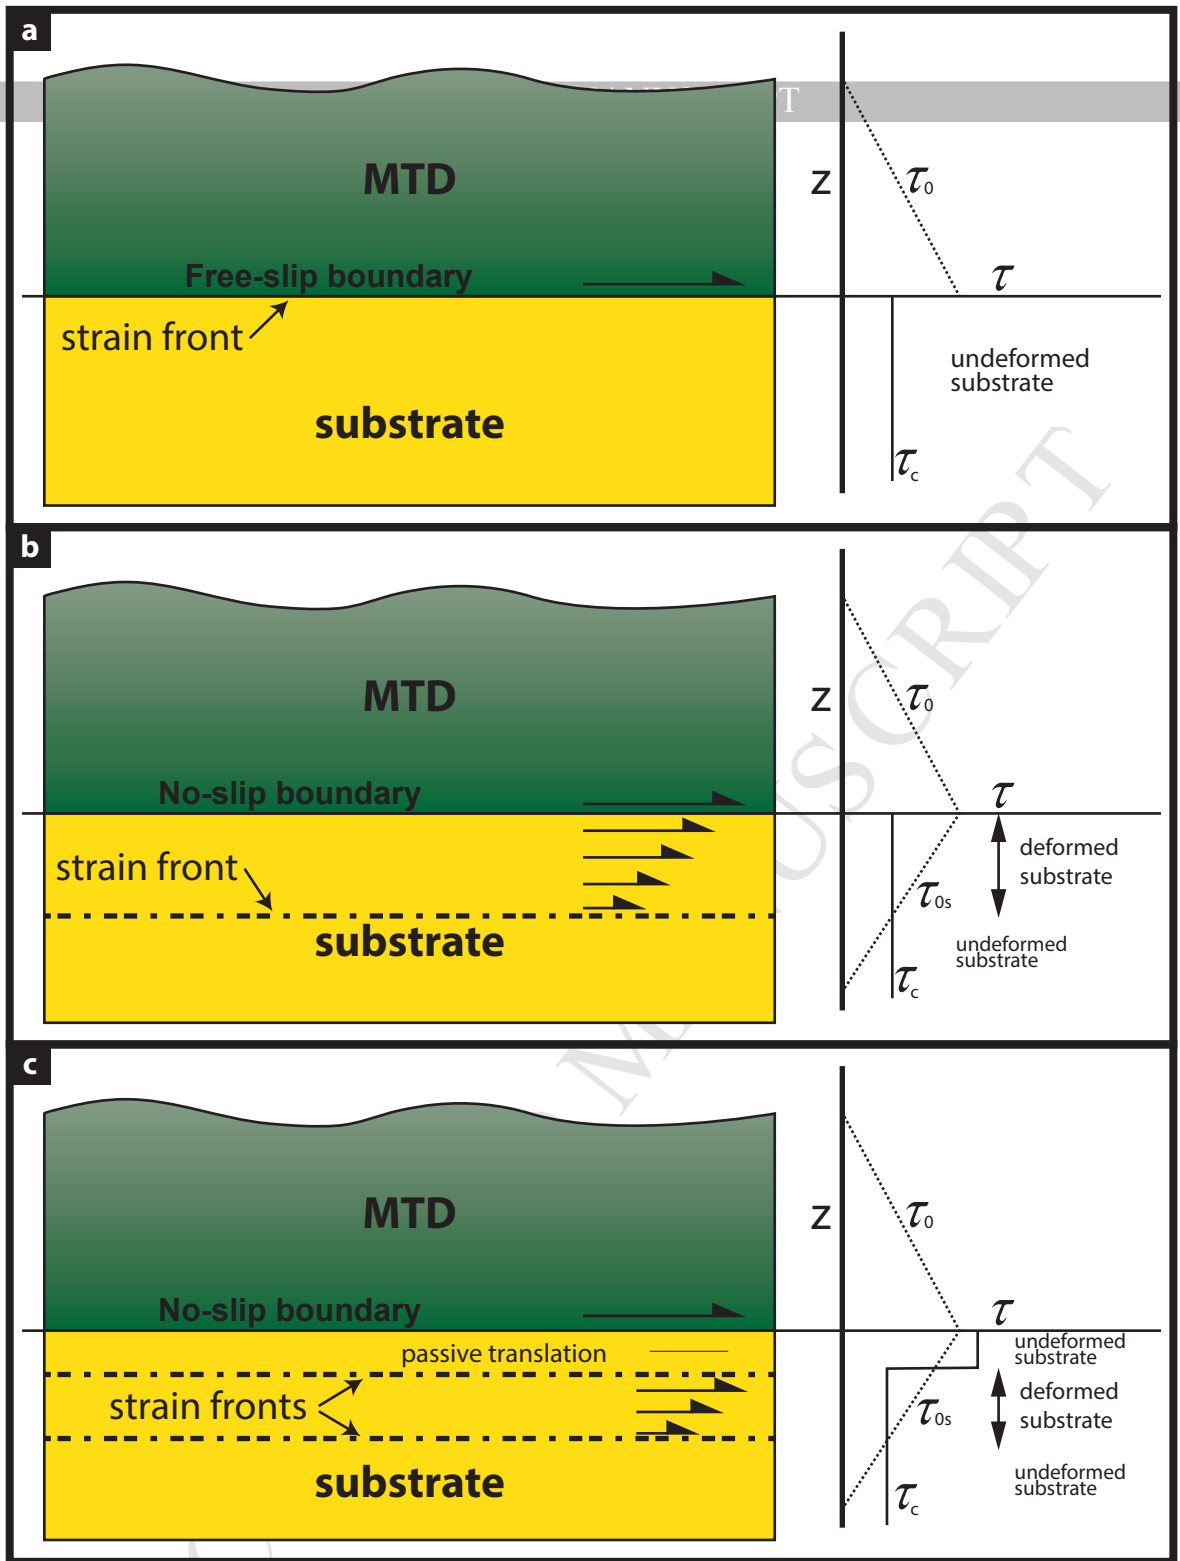 a
T
MTD
Z
τ0
Free-slip boundary
τ
strain front
undeformed
substrate
substrate
τc
b
MTD
Z
τ0
No-slip boundary
τ
strain front
deformed
substrate
τ0s
substrate
undeformed
substrate
τc
c
MTD
Z
τ0
No-slip boundary
τ
passive translation
undeformed
substrate
strain fronts
deformed
substrate
τ0s
substrate
undeformed
substrate
τc